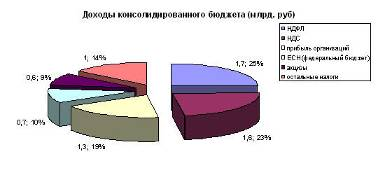 Доходы консолидированного бюджета (млрд. руб)
1; 14%
0,6; 9%
0,7; 10%
1,3; 19%
1,6; 23%
1,7; 25%
НДФЛ
НДС
прибыль организаций
ЕСН (федеральный бюджет)
акцизы
остальные налоги